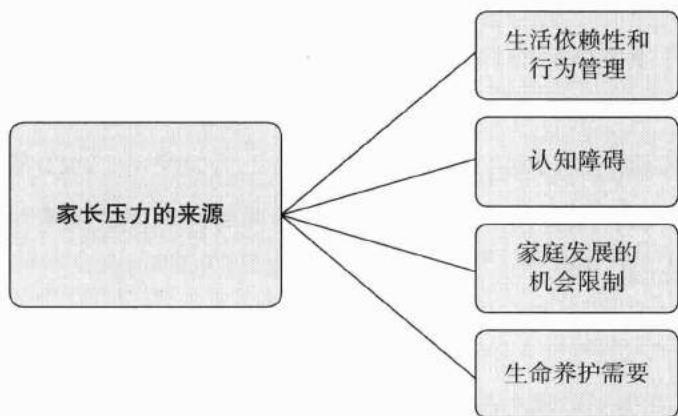 家长压力的来源
生活依赖性和
行为管理
认知障碍
家庭发展的
机会限制
生命养护需要